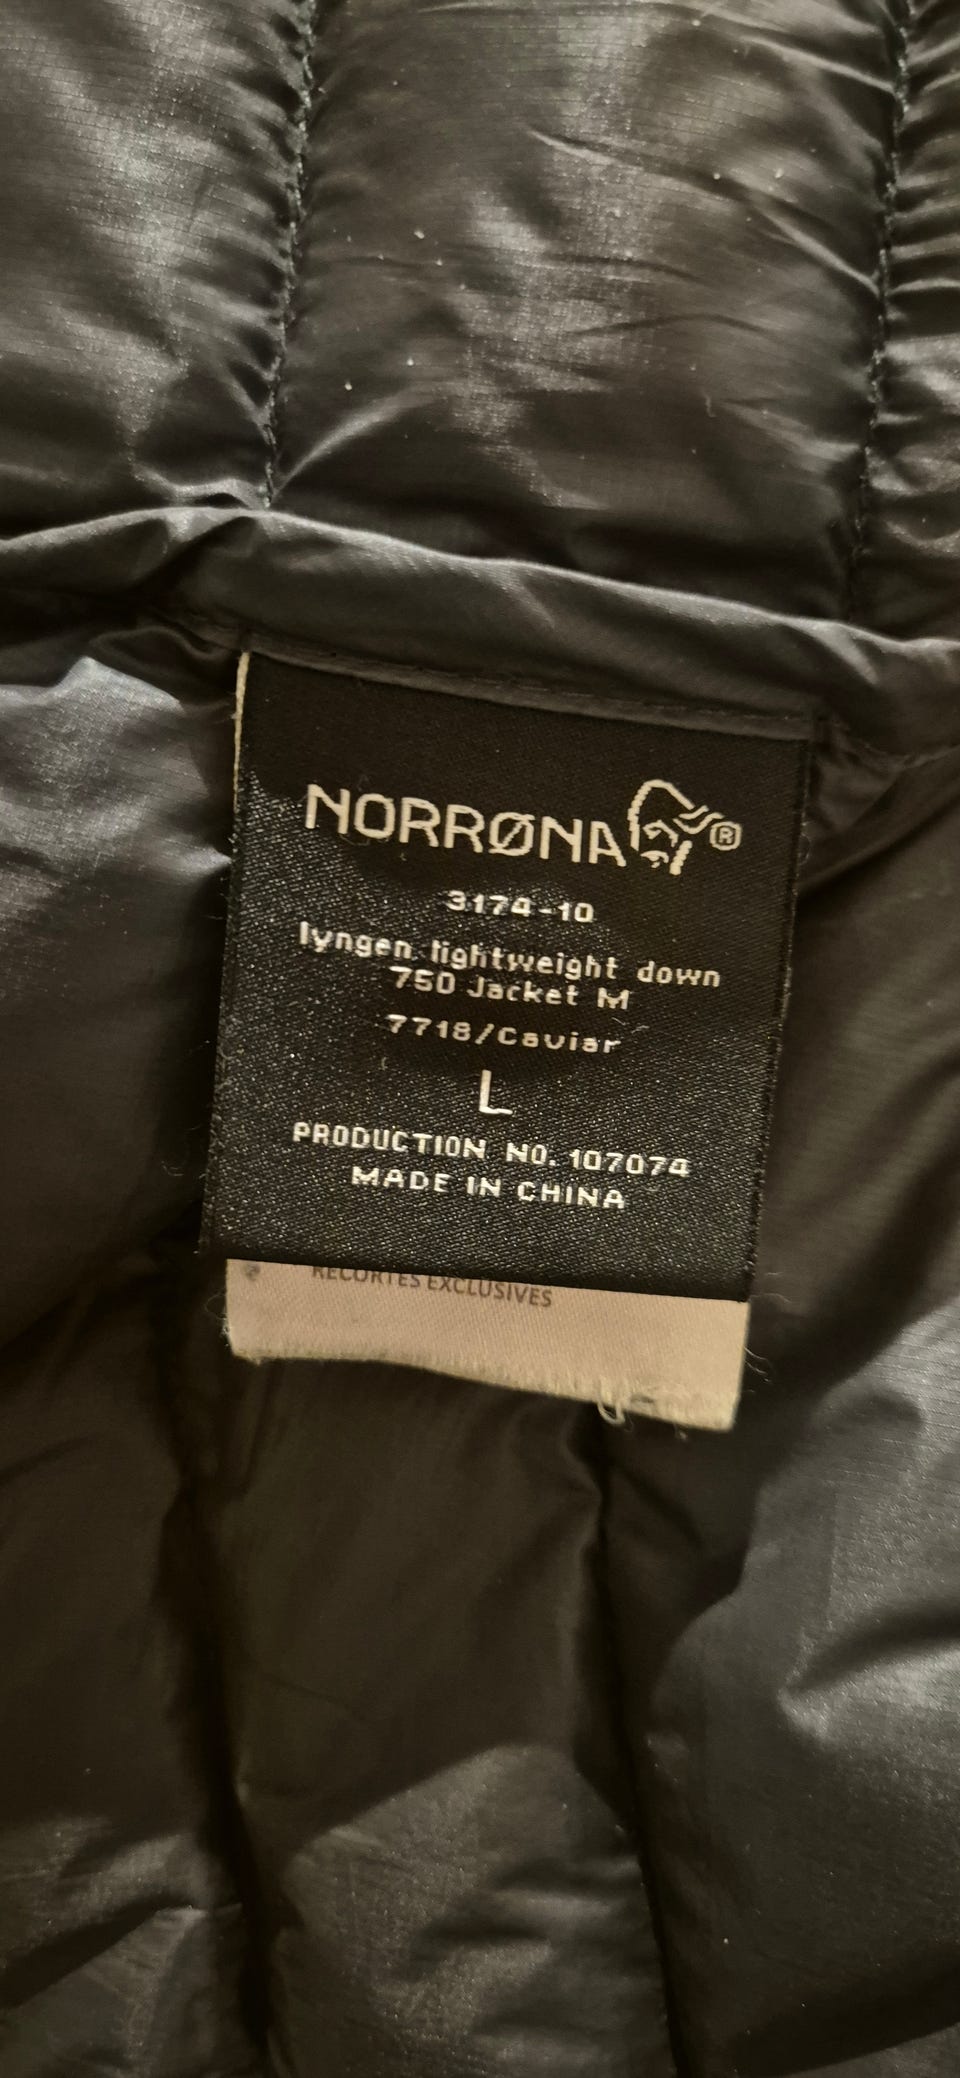 NORRØNA ®
3174-10
lyngen lightweight down
750 Jacket M
7718/Caviar
L
PRODUCTION NO. 107074
MADE IN CHINA
RECORTES EXCLUSIVES